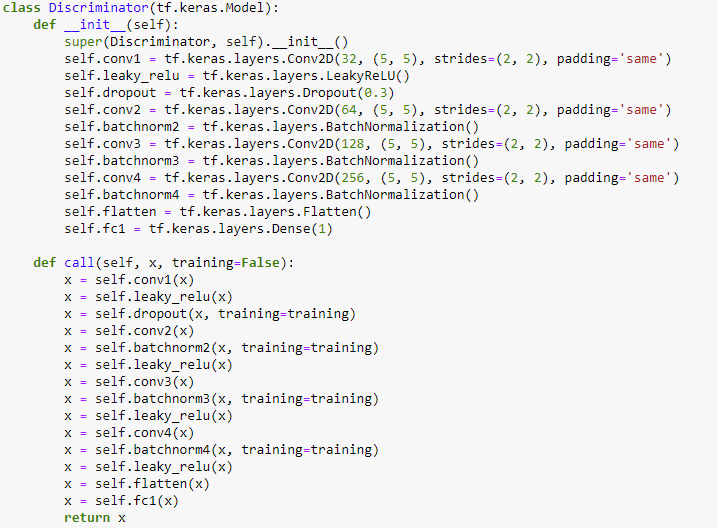 class Discriminator(tf.keras.Model):
    def __init__(self):
        super(Discriminator, self).__init__()
        self.conv1 = tf.keras.layers.Conv2D(32, (5, 5), strides=(2, 2), padding='same')
        self.leaky_relu = tf.keras.layers.LeakyReLU()
        self.dropout = tf.keras.layers.Dropout(0.3)
        self.conv2 = tf.keras.layers.Conv2D(64, (5, 5), strides=(2, 2), padding='same')
        self.batchnorm2 = tf.keras.layers.BatchNormalization()
        self.conv3 = tf.keras.layers.Conv2D(128, (5, 5), strides=(2, 2), padding='same')
        self.batchnorm3 = tf.keras.layers.BatchNormalization()
        self.conv4 = tf.keras.layers.Conv2D(256, (5, 5), strides=(2, 2), padding='same')
        self.batchnorm4 = tf.keras.layers.BatchNormalization()
        self.flatten = tf.keras.layers.Flatten()
        self.fc1 = tf.keras.layers.Dense(1)

    def call(self, x, training=False):
        x = self.conv1(x)
        x = self.leaky_relu(x)
        x = self.dropout(x, training=training)
        x = self.conv2(x)
        x = self.batchnorm2(x, training=training)
        x = self.leaky_relu(x)
        x = self.conv3(x)
        x = self.batchnorm3(x, training=training)
        x = self.leaky_relu(x)
        x = self.conv4(x)
        x = self.batchnorm4(x, training=training)
        x = self.leaky_relu(x)
        x = self.flatten(x)
        x = self.fc1(x)
        return x